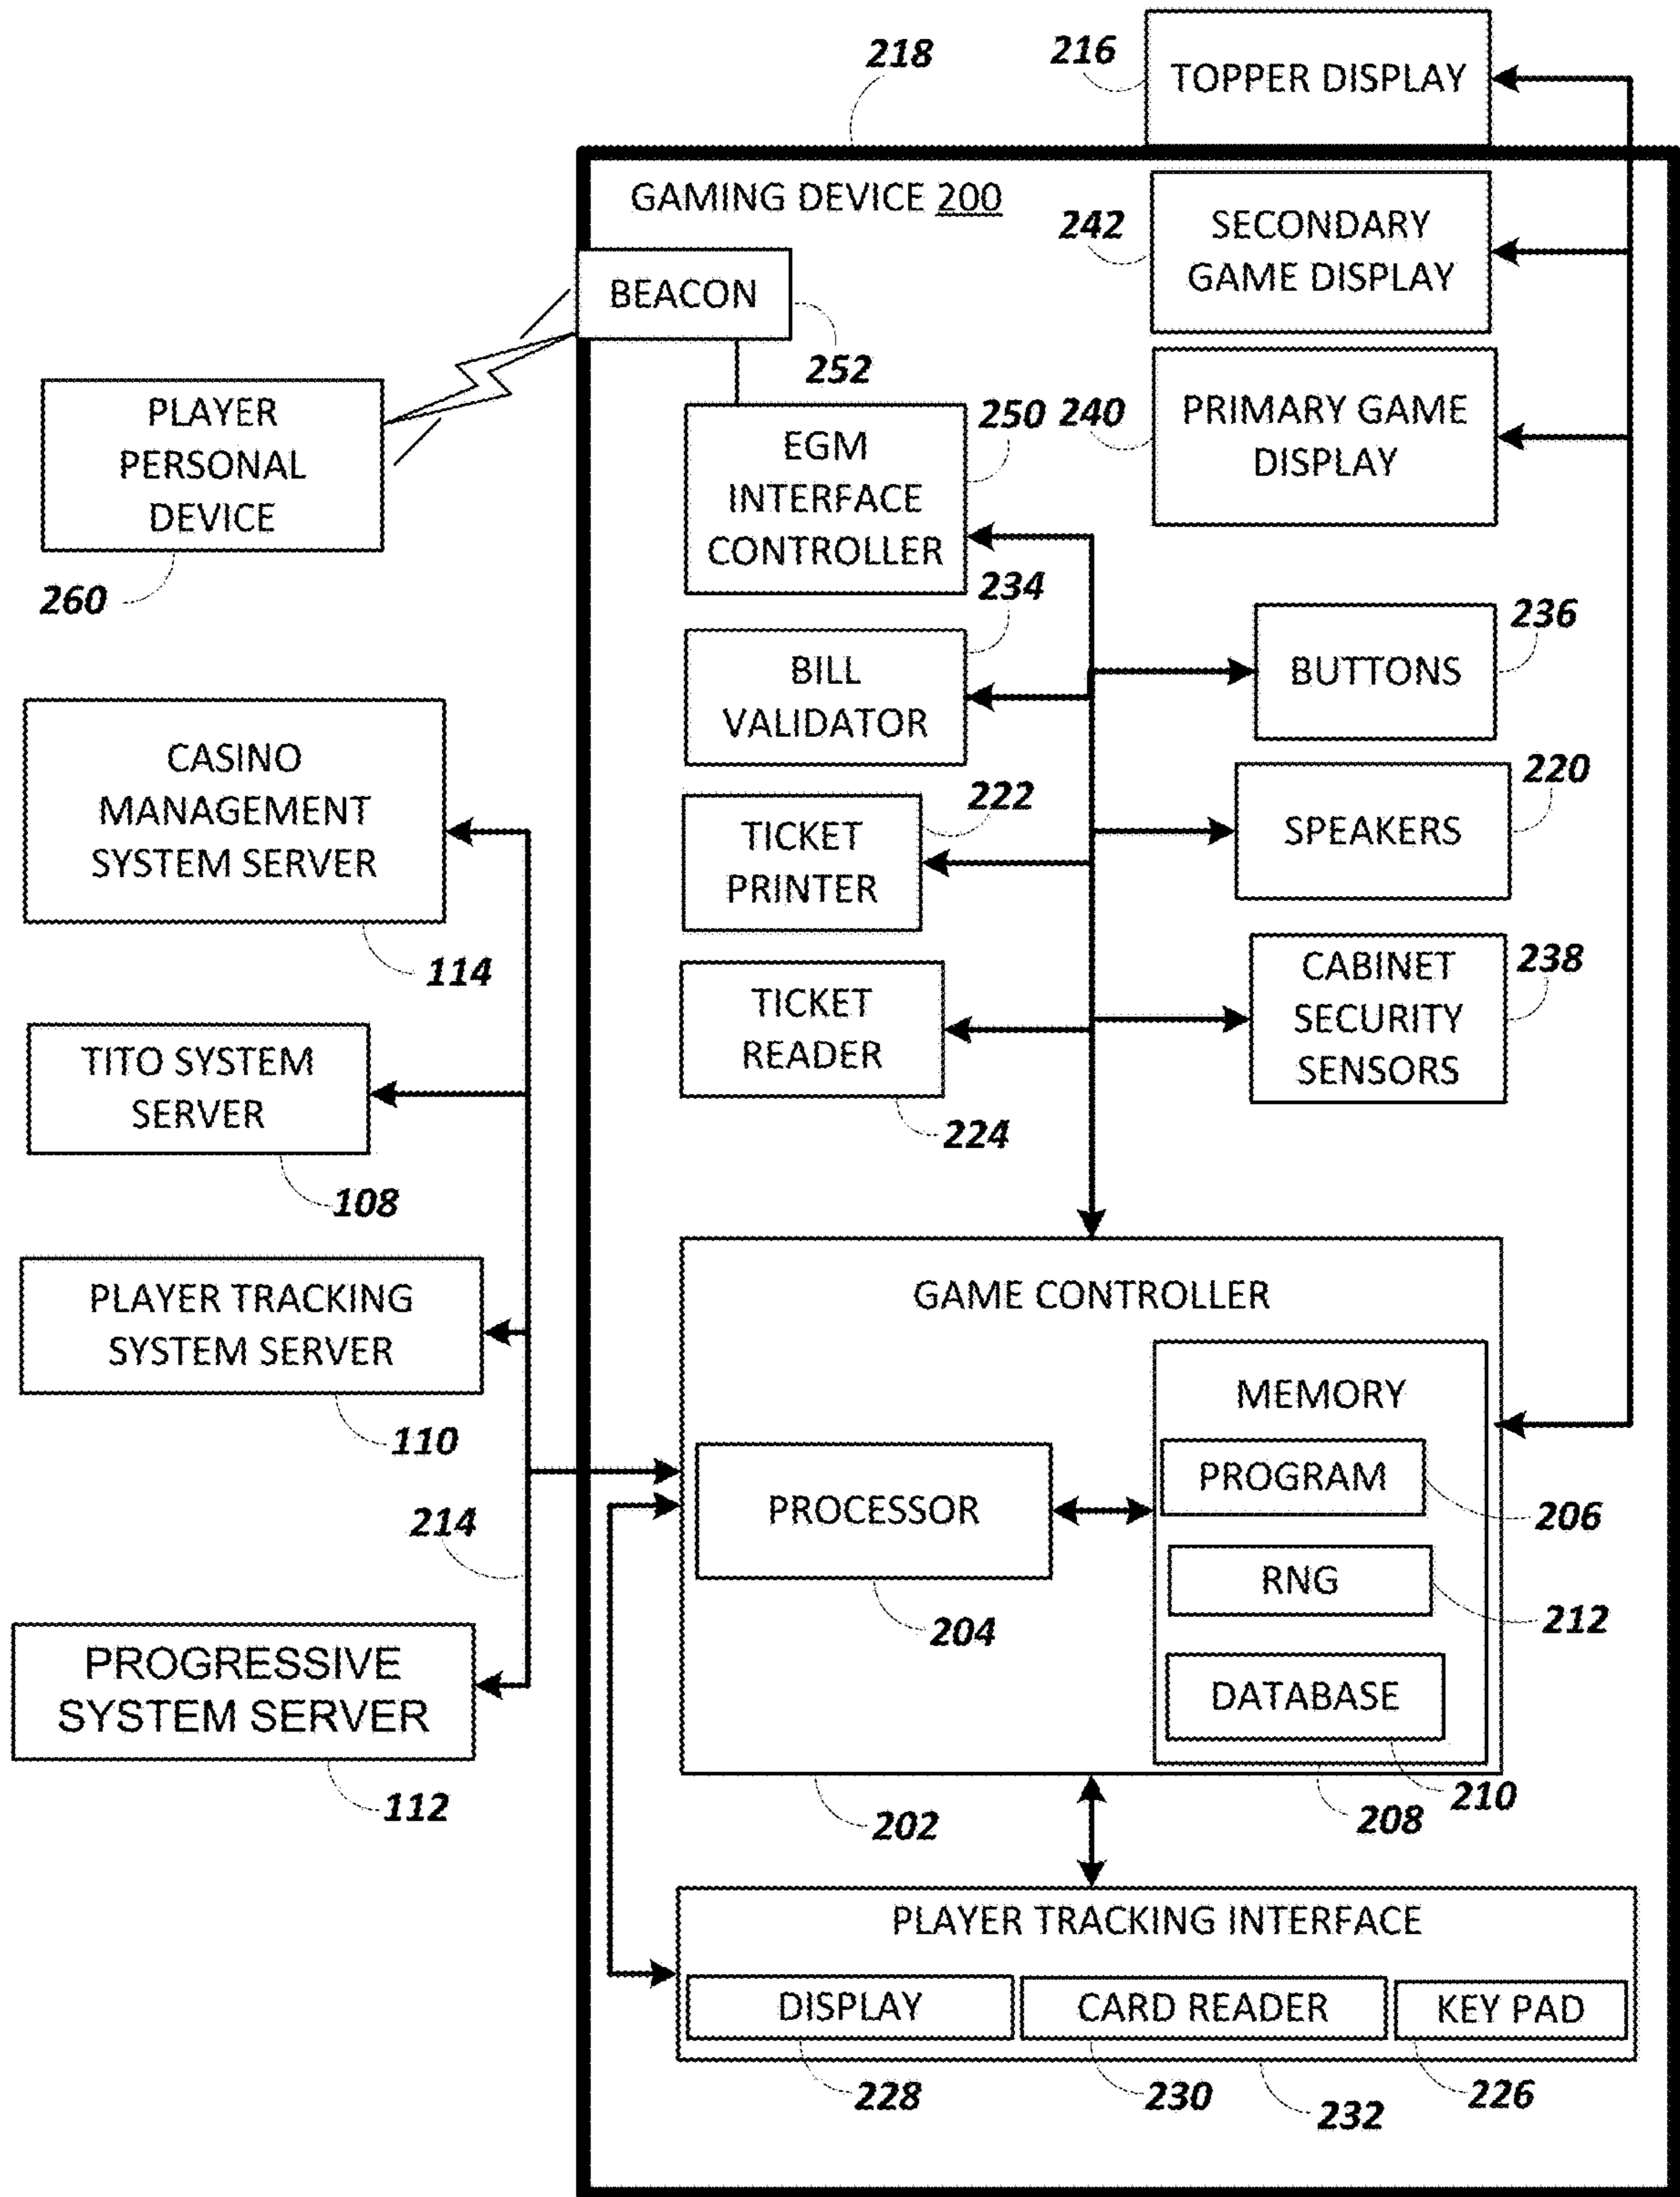 218
216
TOPPER DISPLAY
GAMING DEVICE 200
242
SECONDARY
GAME DISPLAY
BEACON
252
PLAYER
PERSONAL
DEVICE
260
EGM
INTERFACE
CONTROLLER
250
240
PRIMARY GAME
DISPLAY
234
BILL
VALIDATOR
BUTTONS
236
CASINO
MANAGEMENT
SYSTEM SERVER
114
222
TICKET
PRINTER
SPEAKERS
220
TICKET
READER
224
CABINET
SECURITY
SENSORS
238
TITO SYSTEM
SERVER
108
PLAYER TRACKING
SYSTEM SERVER
110
214
PROGRESSIVE
SYSTEM SERVER
112
GAME CONTROLLER
PROCESSOR
204
MEMORY
PROGRAM
206
RNG
212
DATABASE
210
202
208
PLAYER TRACKING INTERFACE
DISPLAY
CARD READER
KEY PAD
228
230
232
226